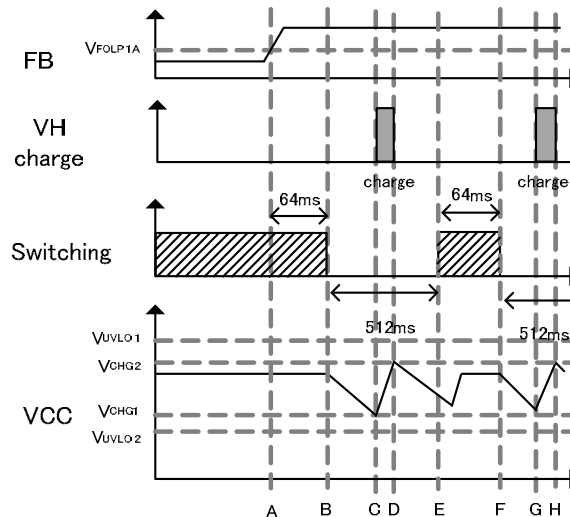 VFOLP1A
FB
VH
charge
charge
charge
64ms
64ms
Switching
512ms
512ms
VUVLO1
VCHG2
VCC
VCHG1
VUVLO2
A B C D E F G H